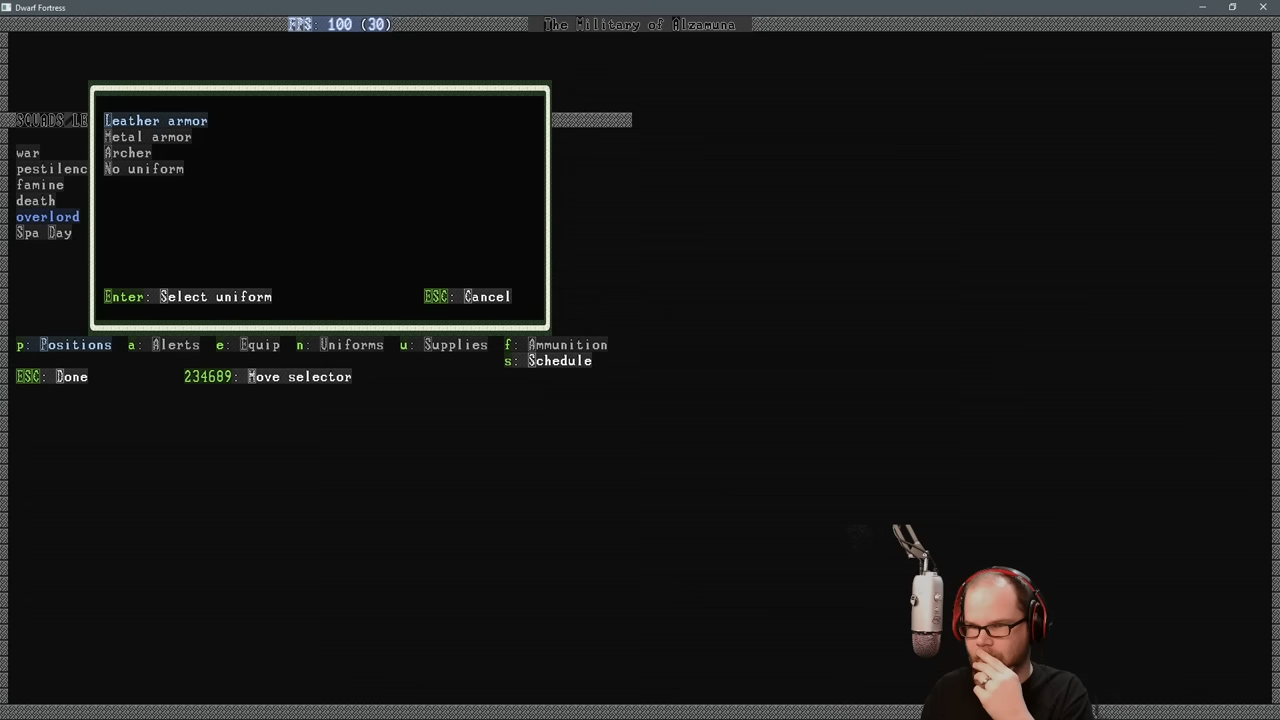 Dwarf Fortress
FPS: 100 (30)
The Military of Alzamuna
SQUADS LE
Leather armor
Metal armor
Archer
No uniform
war
pestilenc
famine
death
overlord
Spa Day
Enter: Select uniform ESC: Cancel
p: Positions a: Alerts e: Equip n: Uniforms u: Supplies f: Ammunition
s: Schedule
ESC: Done 234689: Move selector